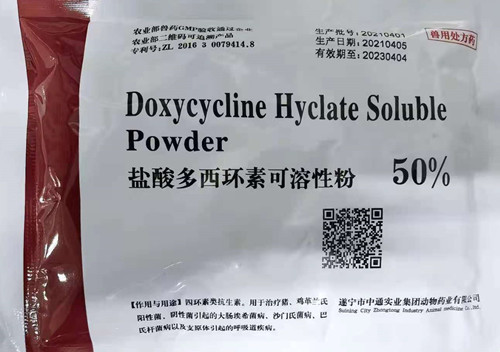 农业部兽药GMP验收通过企业
农业部二维码可追溯产品
专利号:ZL 2016 3 0079414.8
生产批号:20210401
生产日期:20210405
有效期至:20230404
兽用处方药
Doxycycline Hyclate Soluble
Powder
盐酸多西环素可溶性粉 50%
【作用与用途】四环素类抗生素。用于治疗猪、鸡革兰氏
阳性菌、阴性菌引起的大肠埃希菌病、沙门氏菌病、巴
氏杆菌病以及支原体引起的呼吸道疾病。
遂宁市中通实业集团动物药业有限公司
Suining City Zhongtong Industry Animal medicine Co.,Ltd.